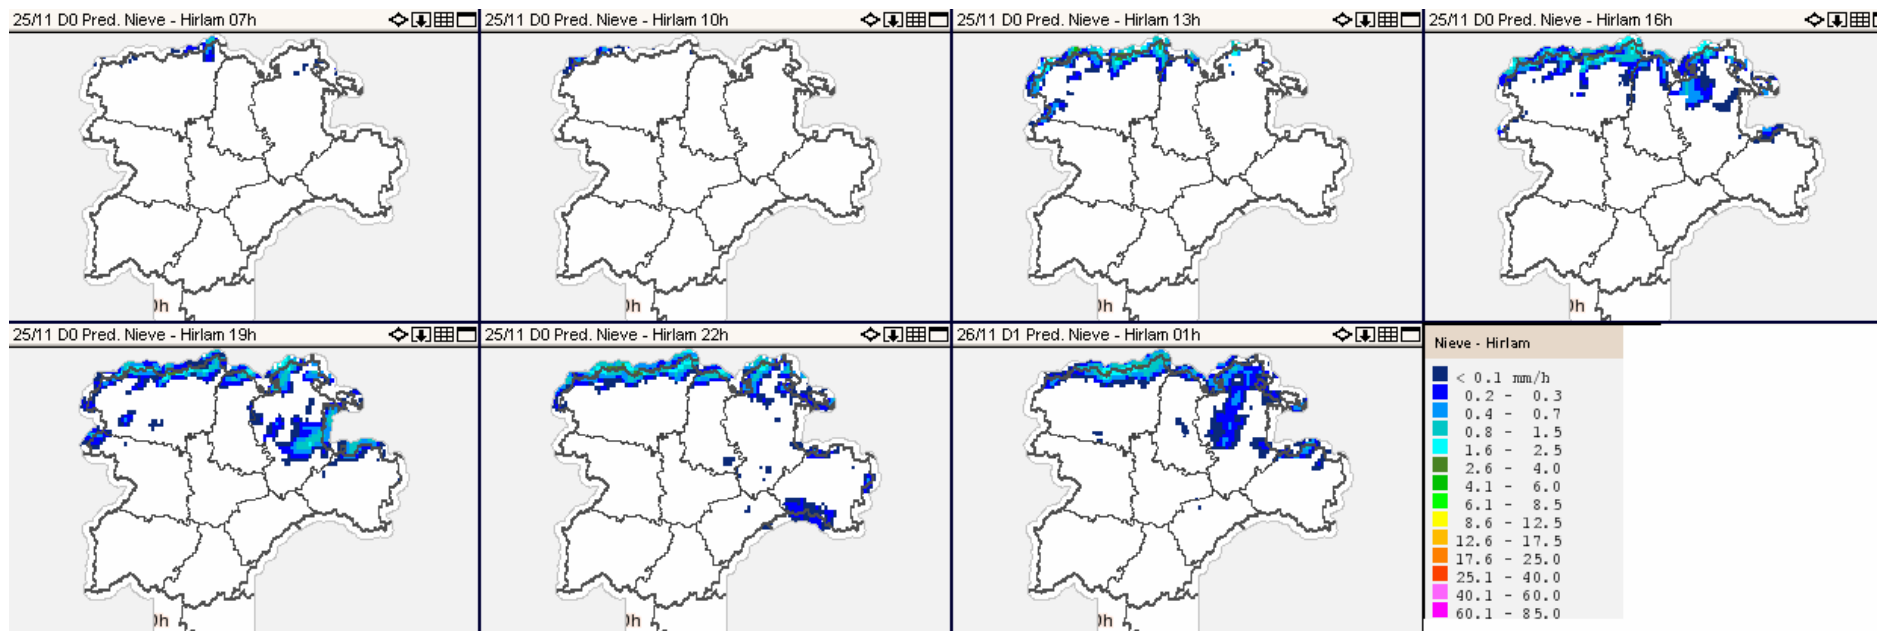 25/11 D0 Pred. Nieve - Hirlam 07h
25/11 D0 Pred. Nieve - Hirlam 10h
25/11 D0 Pred. Nieve - Hirlam 13h
25/11 D0 Pred. Nieve - Hirlam 16h
)h
)h
)h
)h
25/11 D0 Pred. Nieve - Hirlam 19h
25/11 D0 Pred. Nieve - Hirlam 22h
26/11 D1 Pred. Nieve - Hirlam 01h
)h
)h
)h
Nieve - Hirlam
< 0.1 mm/h
0.2 - 0.3
0.4 - 0.7
0.8 - 1.5
1.6 - 2.5
2.6 - 4.0
4.1 - 6.0
6.1 - 8.5
8.6 - 12.5
12.6 - 17.5
17.6 - 25.0
25.1 - 40.0
40.1 - 60.0
60.1 - 85.0